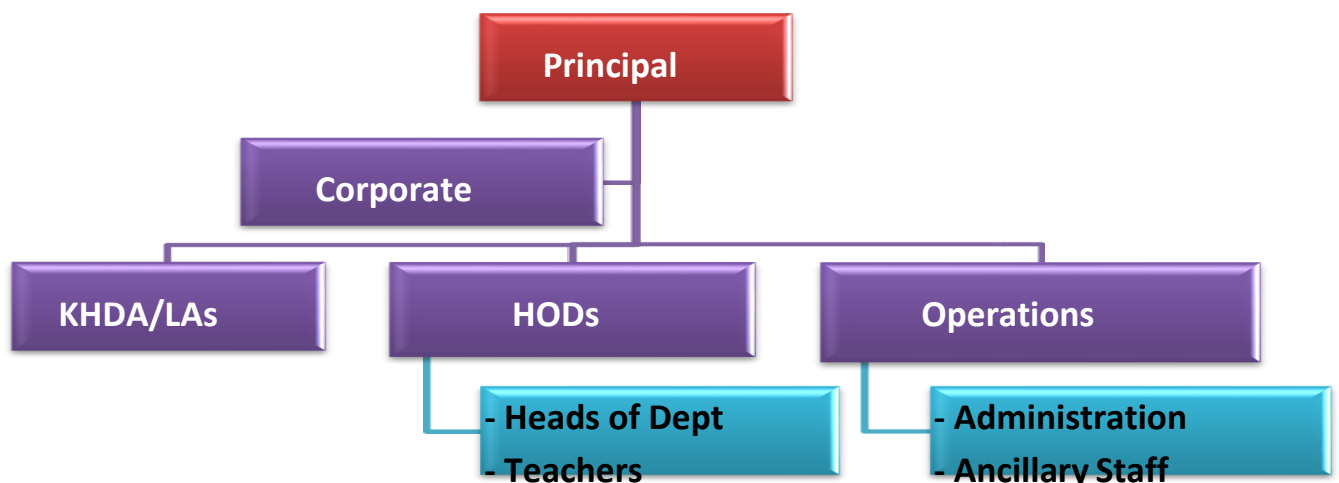 Principal
Corporate
KHDA/LAs
HODs
Operations
- Heads of Dept
- Teachers
- Administration
- Ancillary Staff